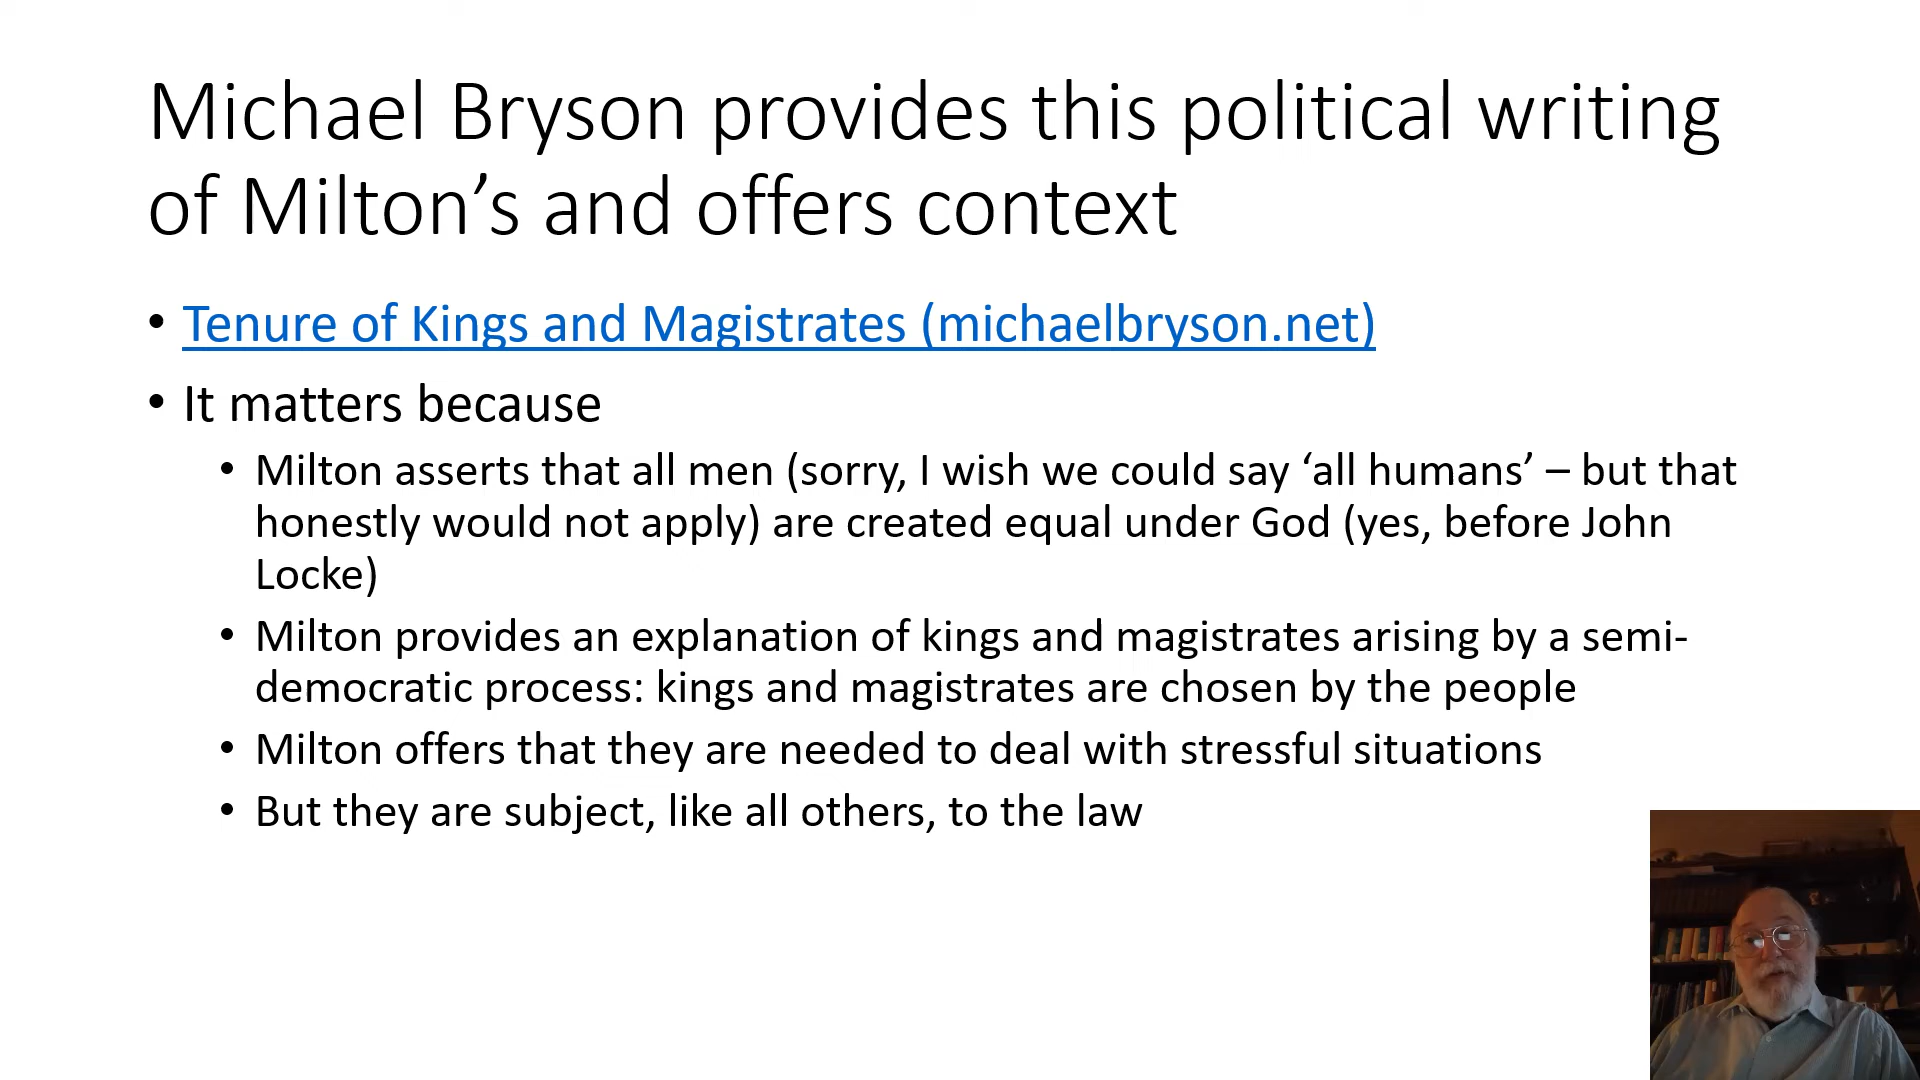 Michael Bryson provides this political writing
of Milton’s and offers context
• Tenure of Kings and Magistrates (michaelbryson.net)
• It matters because
• Milton asserts that all men (sorry, I wish we could say ‘all humans’ – but that
honestly would not apply) are created equal under God (yes, before John
Locke)
• Milton provides an explanation of kings and magistrates arising by a semi-
democratic process: kings and magistrates are chosen by the people
• Milton offers that they are needed to deal with stressful situations
• But they are subject, like all others, to the law